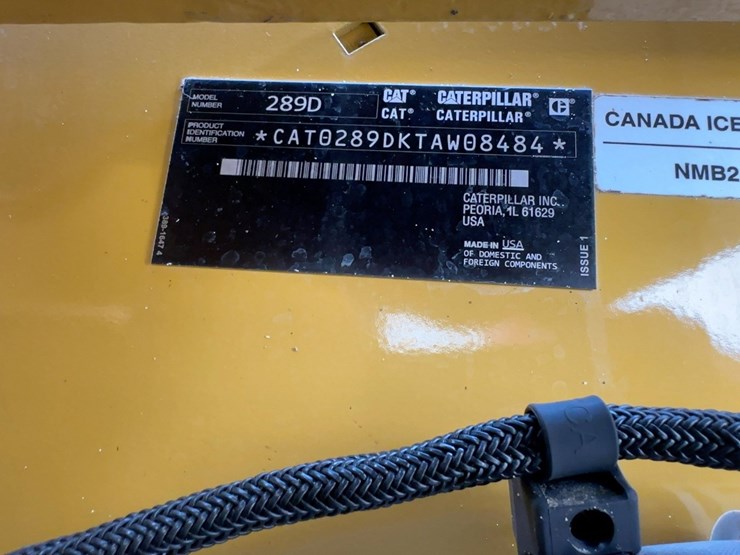 MODEL
NUMBER
289D
CAT® CATERPILLAR®
CAT® CATERPILLAR®
PRODUCT
IDENTIFICATION
NUMBER
*CAT0289DKTAW08484*
CATERPILLAR INC.
PEORIA, IL 61629
USA
MADE IN USA
OF DOMESTIC AND
FOREIGN COMPONENTS
ISSUE 1
CANADA ICE
NMB2
CA